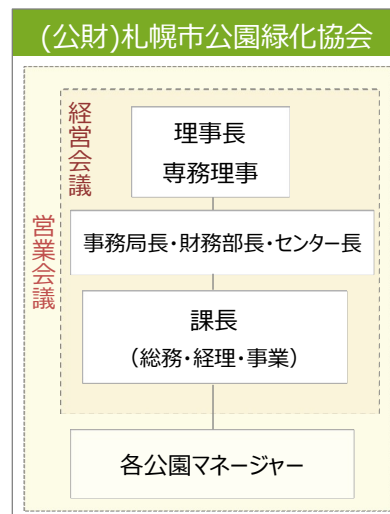 (公財)札幌市公園緑化協会
経営会議
営業会議
理事長
専務理事
事務局長・財務部長・センター長
課長
(総務・経理・事業)
各公園マネージャー